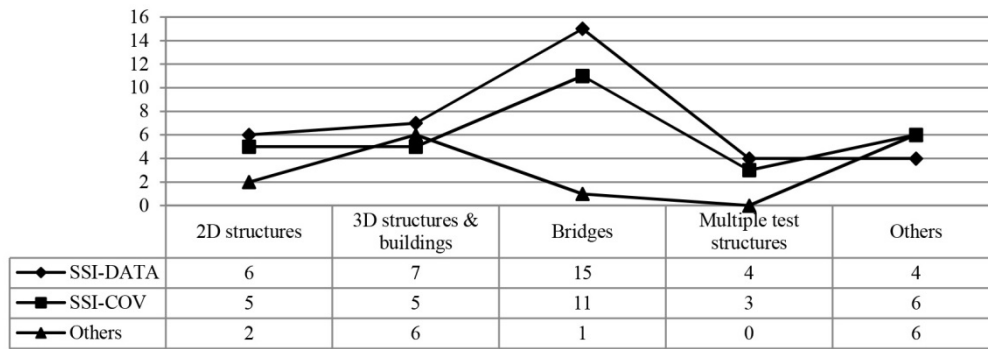 16
14
12
10
8
6
4
2
0
2D structures
3D structures &
buildings
Bridges
Multiple test
structures
Others
SSI-DATA 6 7 15 4 4
SSI-COV 5 5 11 3 6
Others 2 6 1 0 6